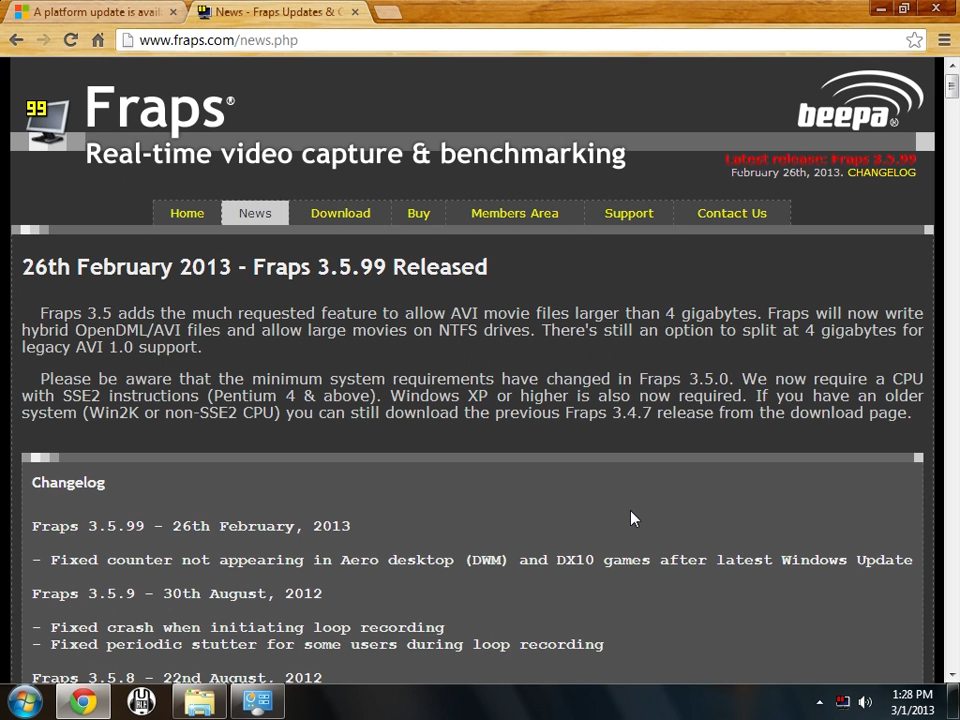 A platform update is avail
News - Fraps Updates & C
www.fraps.com/news.php
99
Fraps®
Real-time video capture & benchmarking
beepa®
Latest release: Fraps 3.5.99
February 26th, 2013. CHANGELOG
Home News Download Buy Members Area Support Contact Us
26th February 2013 - Fraps 3.5.99 Released
Fraps 3.5 adds the much requested feature to allow AVI movie files larger than 4 gigabytes. Fraps will now write
hybrid OpenDML/AVI files and allow large movies on NTFS drives. There's still an option to split at 4 gigabytes for
legacy AVI 1.0 support.
Please be aware that the minimum system requirements have changed in Fraps 3.5.0. We now require a CPU
with SSE2 instructions (Pentium 4 & above). Windows XP or higher is also now required. If you have an older
system (Win2K or non-SSE2 CPU) you can still download the previous Fraps 3.4.7 release from the download page.
Changelog
Fraps 3.5.99 - 26th February, 2013
- Fixed counter not appearing in Aero desktop (DWM) and DX10 games after latest Windows Update
Fraps 3.5.9 - 30th August, 2012
- Fixed crash when initiating loop recording
- Fixed periodic stutter for some users during loop recording
Fraps 3.5.8 - 22nd August, 2012
1:28 PM
3/1/2013